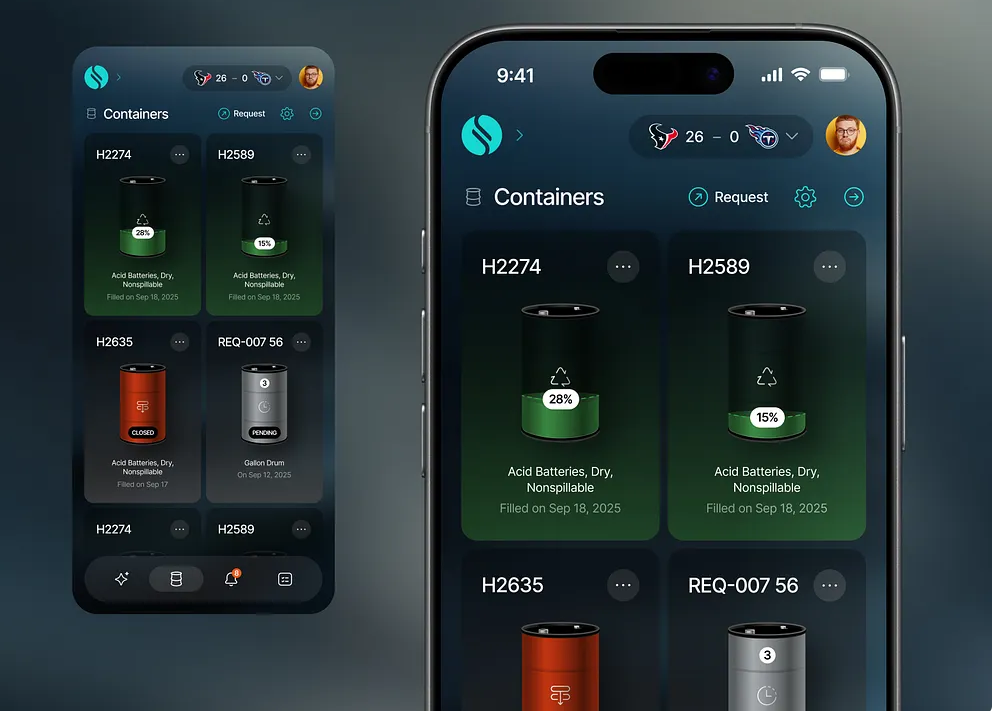 26 – 0
Containers
Request
H2274
28%
Acid Batteries, Dry,
Nonspillable
Filled on Sep 18, 2025
H2589
15%
Acid Batteries, Dry,
Nonspillable
Filled on Sep 18, 2025
H2635
CLOSED
Acid Batteries, Dry,
Nonspillable
Filled on Sep 17
REQ-007 56
3
PENDING
Gallon Drum
On Sep 12, 2025
H2274
H2589
8
9:41
26 – 0
Containers
Request
H2274
28%
Acid Batteries, Dry,
Nonspillable
Filled on Sep 18, 2025
H2589
15%
Acid Batteries, Dry,
Nonspillable
Filled on Sep 18, 2025
H2635
REQ-007 56
3